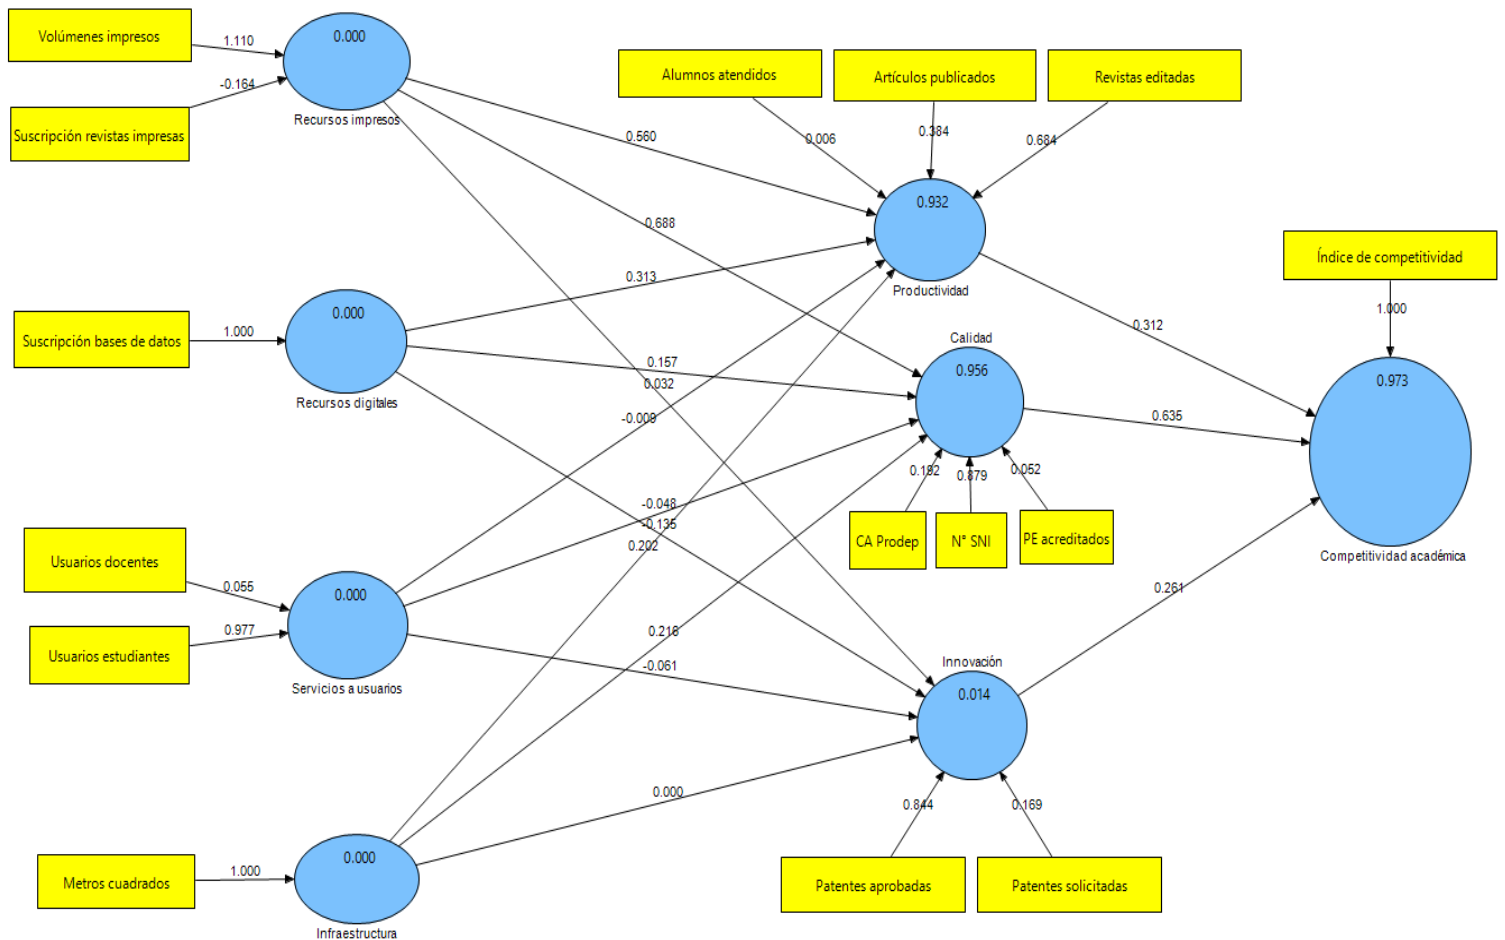 Volúmenes impresos
1.110
0.000
-0.164
Suscripción revistas impresas
Recursos impresos
Alumnos atendidos
Artículos publicados
Revistas editadas
0.560
0.006
0.384
0.684
0.932
Productividad
0.688
0.313
Índice de competitividad
1.000
0.000
Suscripción bases de datos
1.000
Recursos digitales
0.312
Calidad
0.956
0.157
0.032
-0.009
0.973
0.635
0.192
0.879
0.052
CA Prodep
N° SNI
PE acreditados
-0.048
-0.135
0.202
Competitividad académica
Usuarios docentes
0.055
0.000
0.977
Usuarios estudiantes
Servicios a usuarios
0.216
-0.061
0.261
Innovación
0.014
0.000
0.844
0.169
Metros cuadrados
1.000
0.000
Infraestructura
Patentes aprobadas
Patentes solicitadas